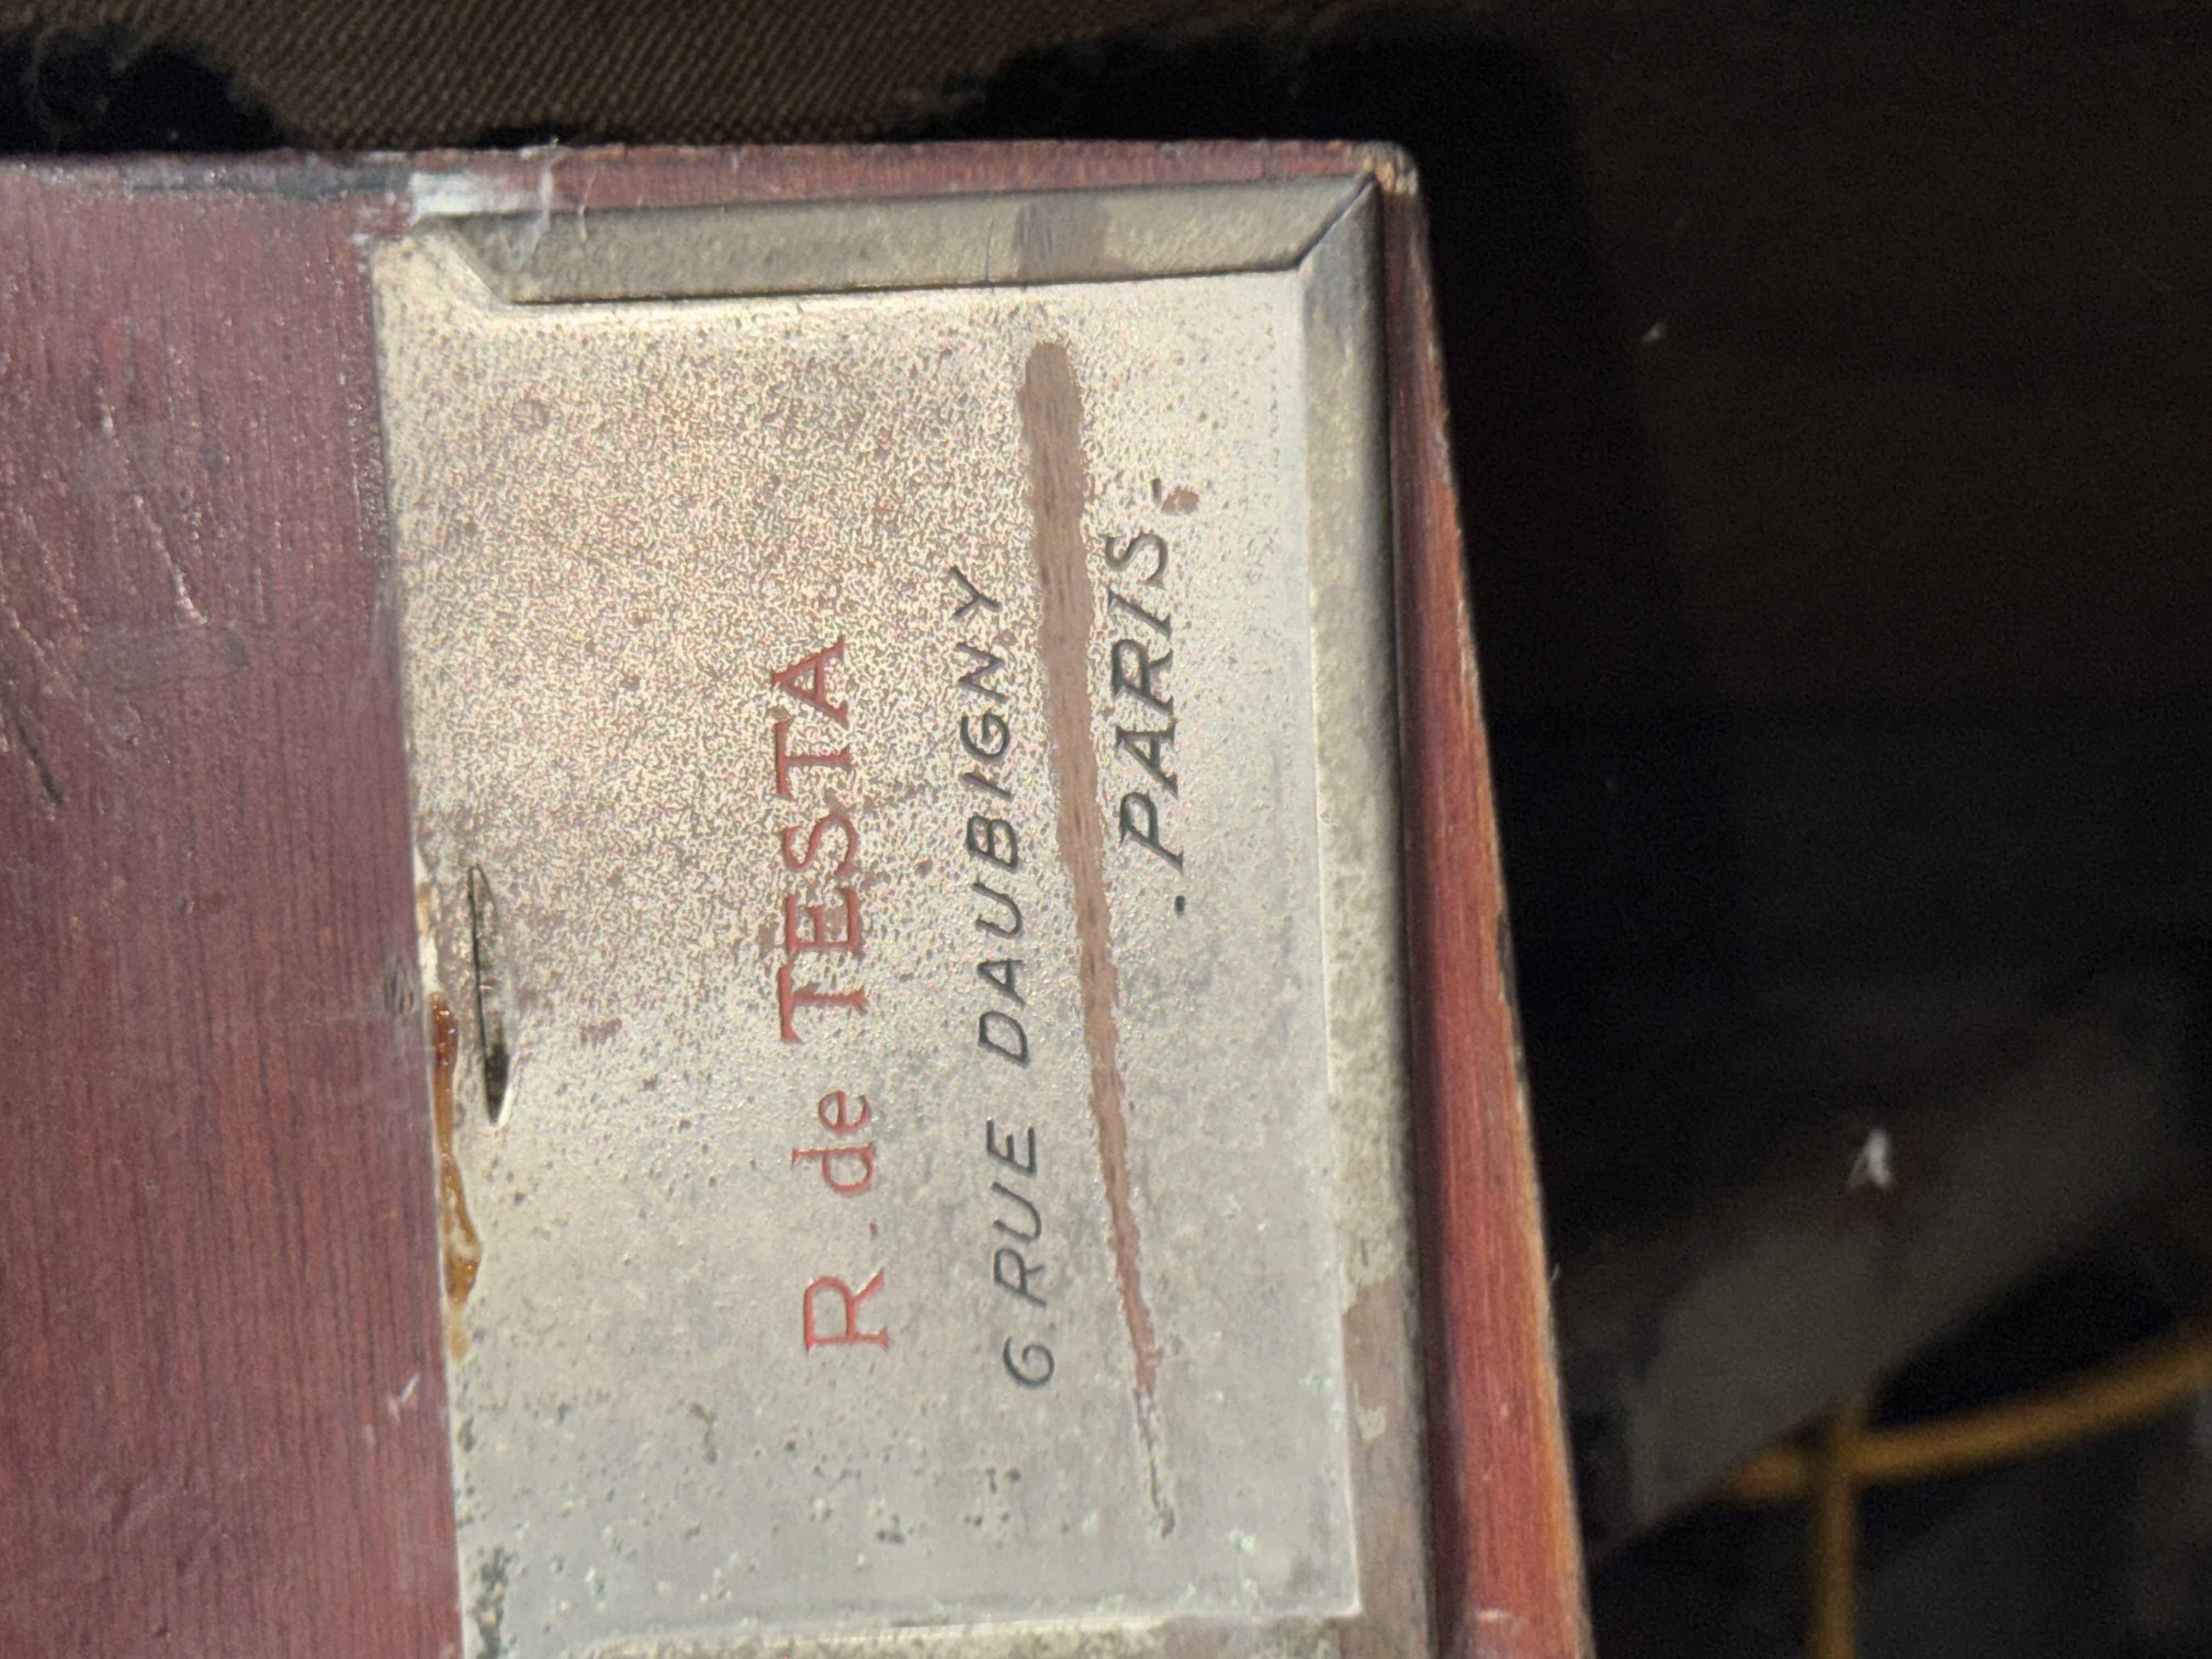 R. de TESTA
6 RUE DAUBIGNY
. PARIS.